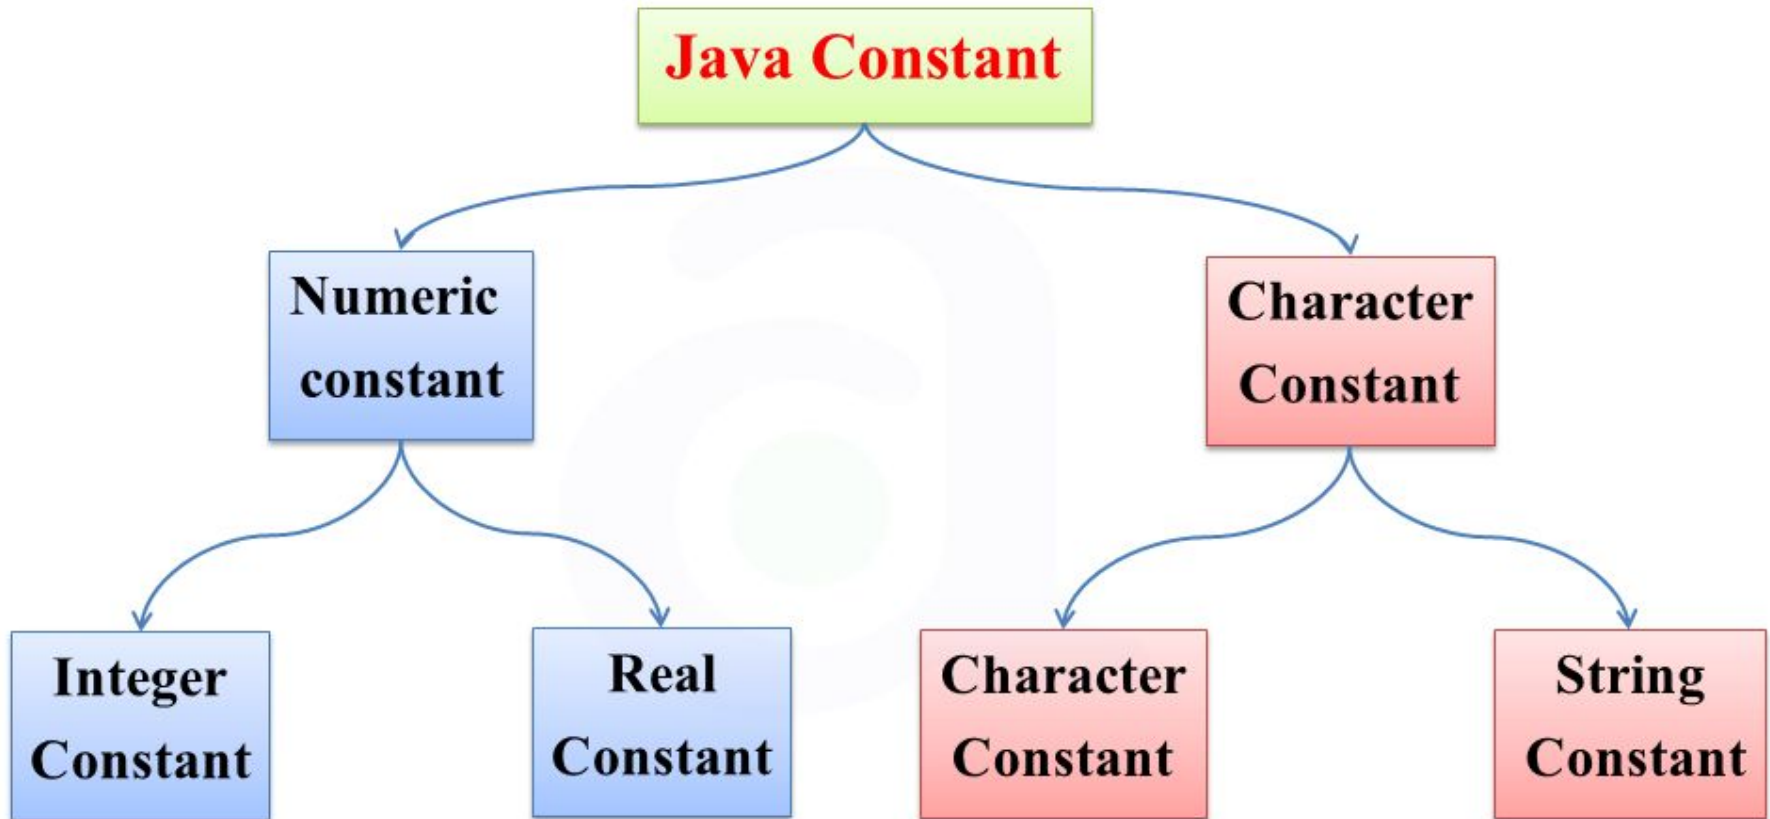 Java Constant
Numeric
constant
Character
Constant
Integer
Constant
Real
Constant
Character
Constant
String
Constant